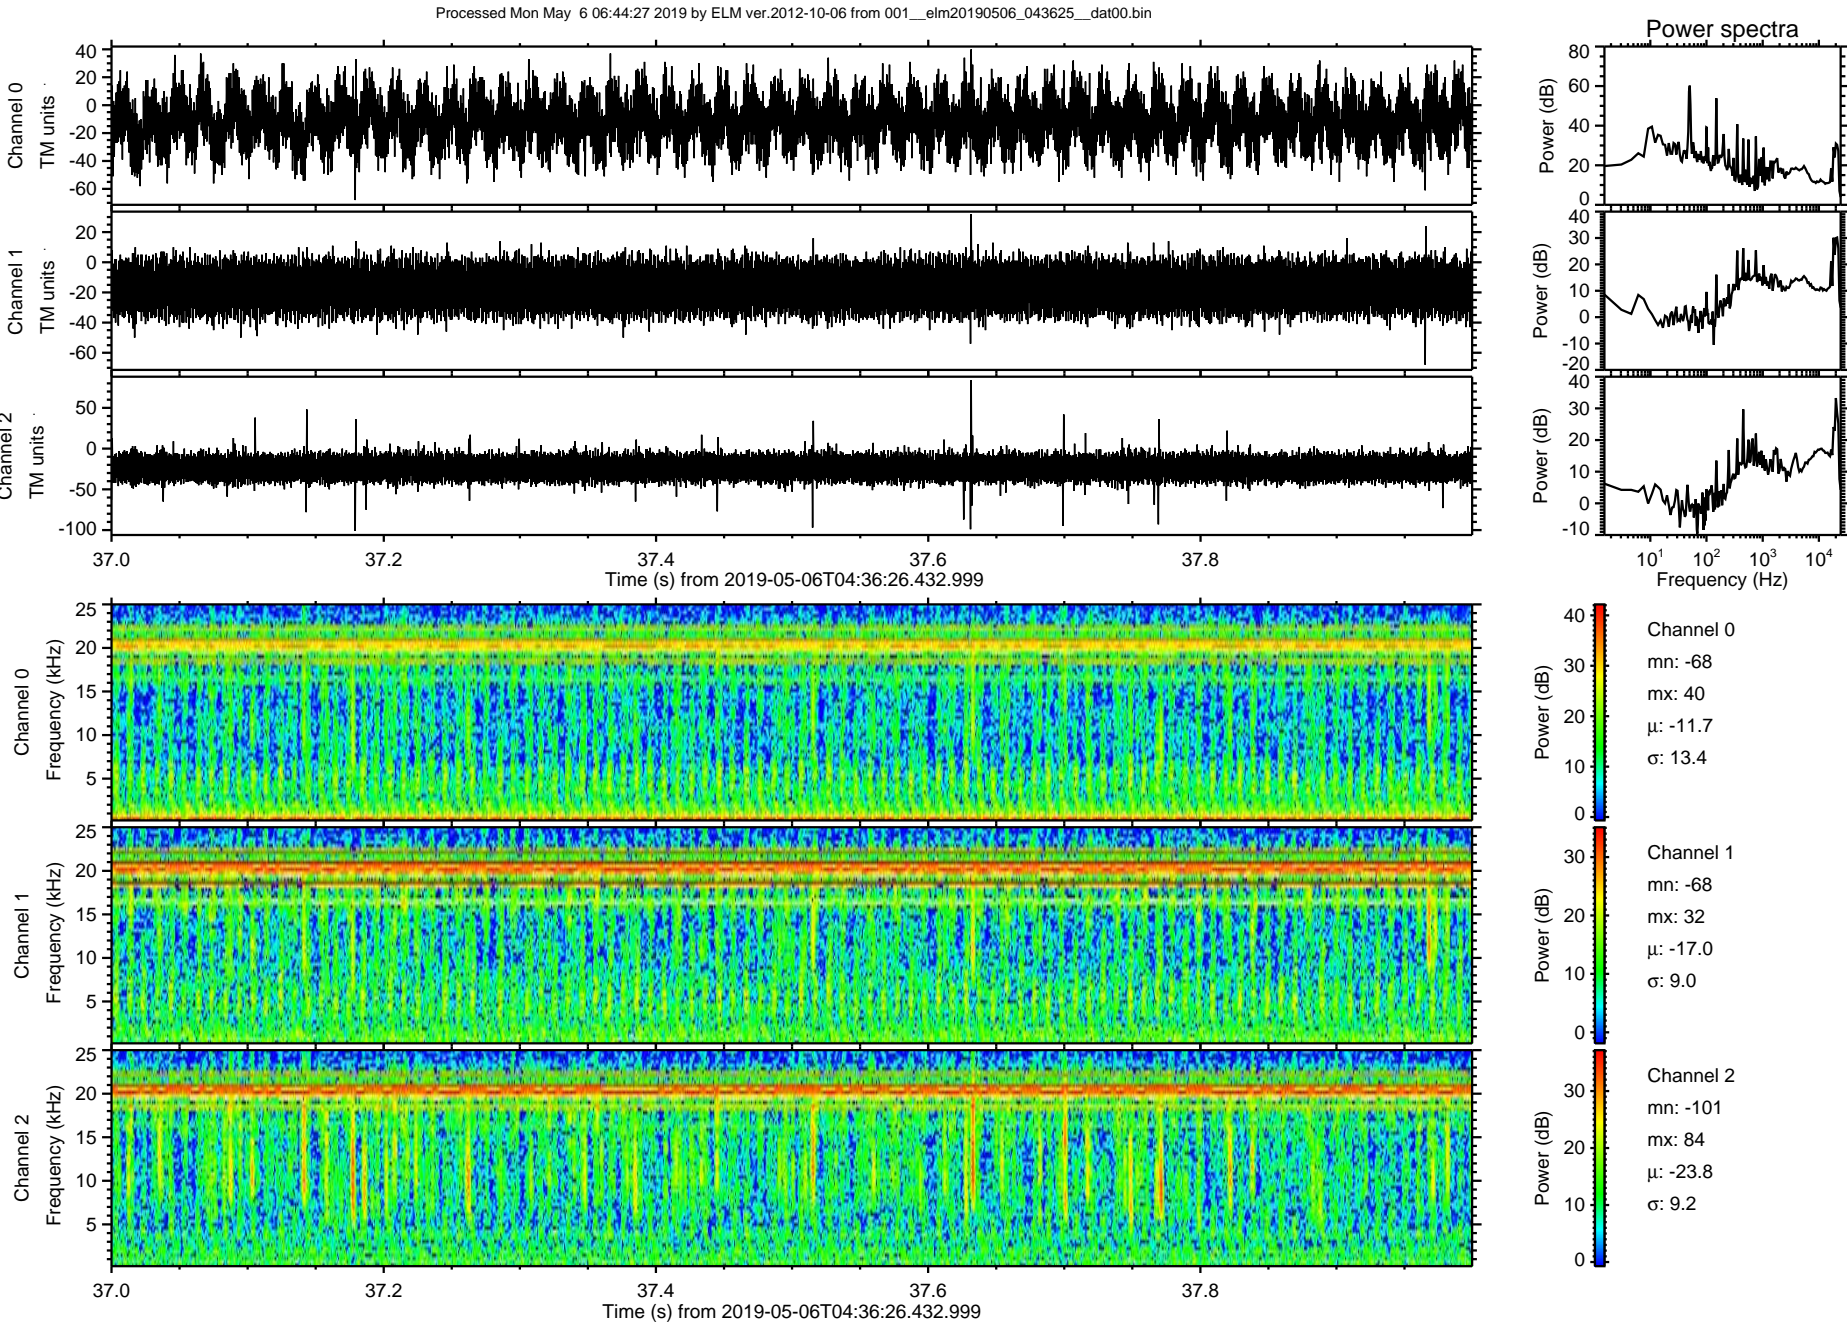 Processed Mon May  6 06:44:27 2019 by ELM ver.2012-10-06 from 001__elm20190506_043625__dat00.bin
Power spectra
Channel 0
TM units
40
20
0
-20
-40
-60
Power (dB)
80
60
40
20
0
Channel 1
TM units
20
0
-20
-40
-60
Power (dB)
40
30
20
10
0
-10
-20
Channel 2
TM units
50
0
-50
-100
Power (dB)
40
30
20
10
0
-10
37.0 37.2 37.4 37.6 37.8
Time (s) from 2019-05-06T04:36:26.432.999
10^1 10^2 10^3 10^4
Frequency (Hz)
Channel 0
Frequency (kHz)
25
20
15
10
5
Power (dB)
40
30
20
10
0
Channel 0
mn: -68
mx: 40
μ: -11.7
σ: 13.4
Channel 1
Frequency (kHz)
25
20
15
10
5
Power (dB)
30
20
10
0
Channel 1
mn: -68
mx: 32
μ: -17.0
σ: 9.0
Channel 2
Frequency (kHz)
25
20
15
10
5
Power (dB)
30
20
10
0
Channel 2
mn: -101
mx: 84
μ: -23.8
σ: 9.2
37.0 37.2 37.4 37.6 37.8
Time (s) from 2019-05-06T04:36:26.432.999